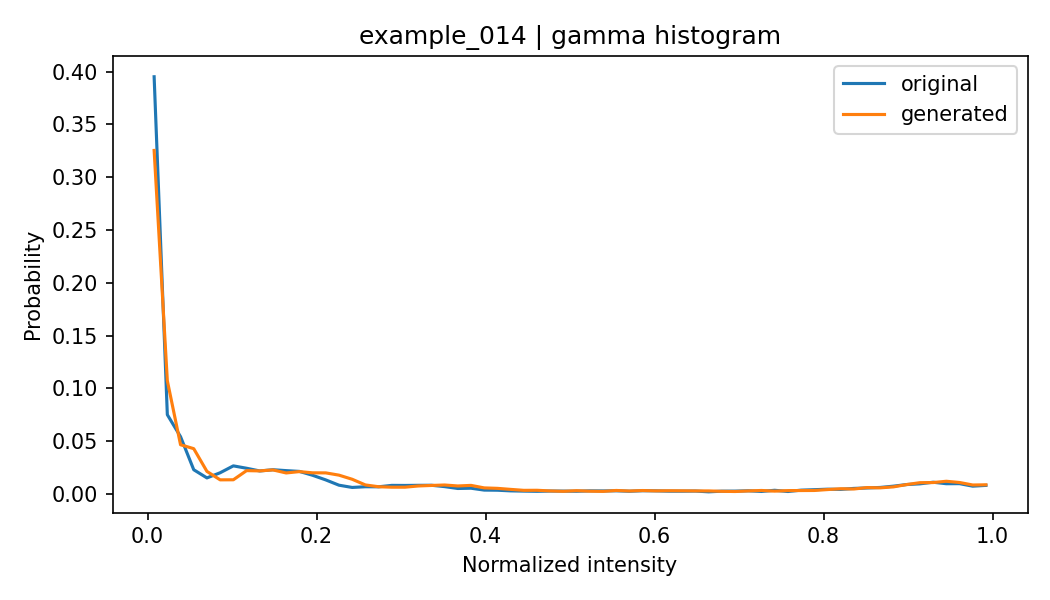 example_014 | gamma histogram
original
generated
Probability
0.40
0.35
0.30
0.25
0.20
0.15
0.10
0.05
0.00
0.0 0.2 0.4 0.6 0.8 1.0
Normalized intensity